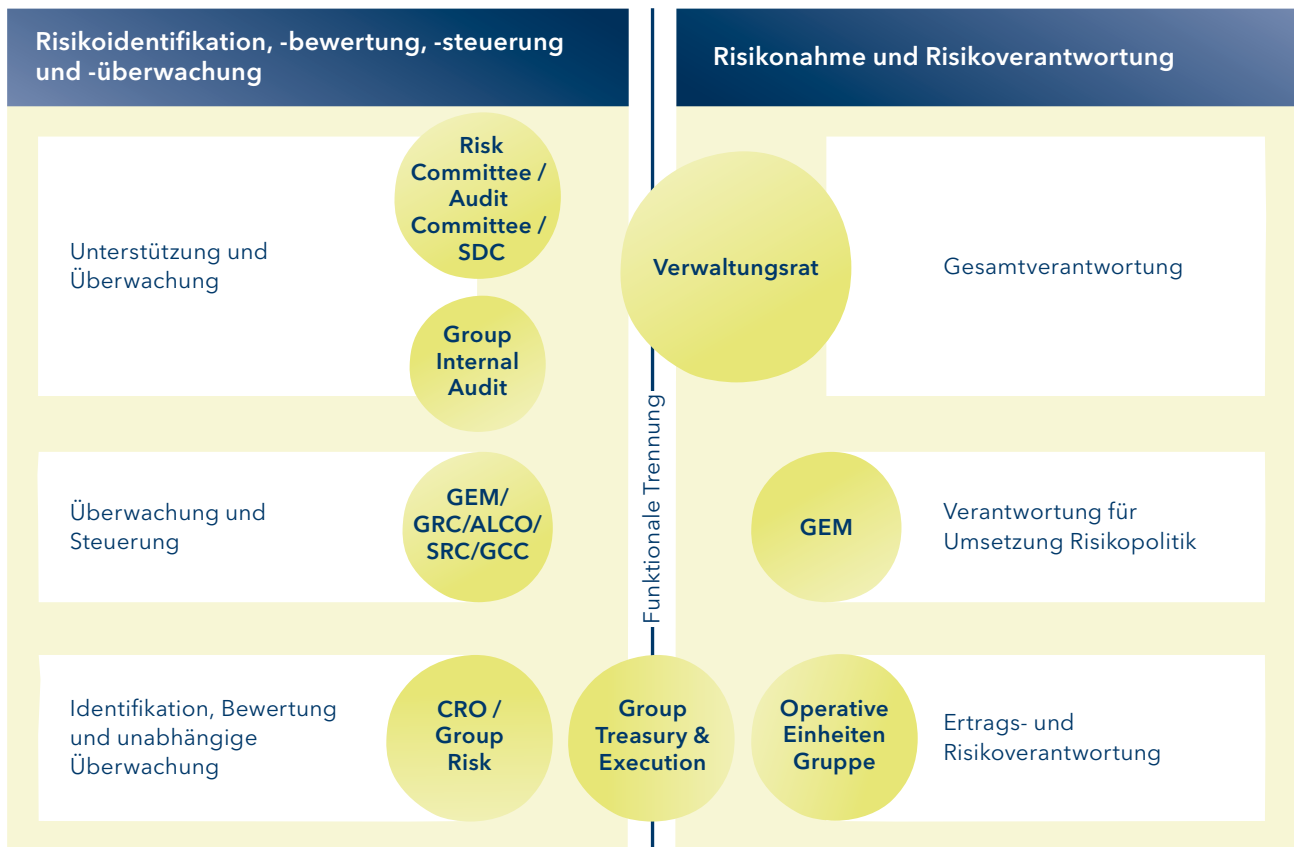 Risikoidentifikation, -bewertung, -steuerung
und -überwachung
Risikonahme und Risikoverantwortung
Unterstützung und
Überwachung
Risk
Committee /
Audit
Committee /
SDC
Group
Internal
Audit
Verwaltungsrat
Gesamtverantwortung
Funktionale Trennung
Überwachung und
Steuerung
GEM/
GRC/ALCO/
SRC/GCC
GEM
Verantwortung für
Umsetzung Risikopolitik
Identifikation, Bewertung
und unabhängige
Überwachung
CRO /
Group
Risk
Group
Treasury &
Execution
Operative
Einheiten
Gruppe
Ertrags- und
Risikoverantwortung